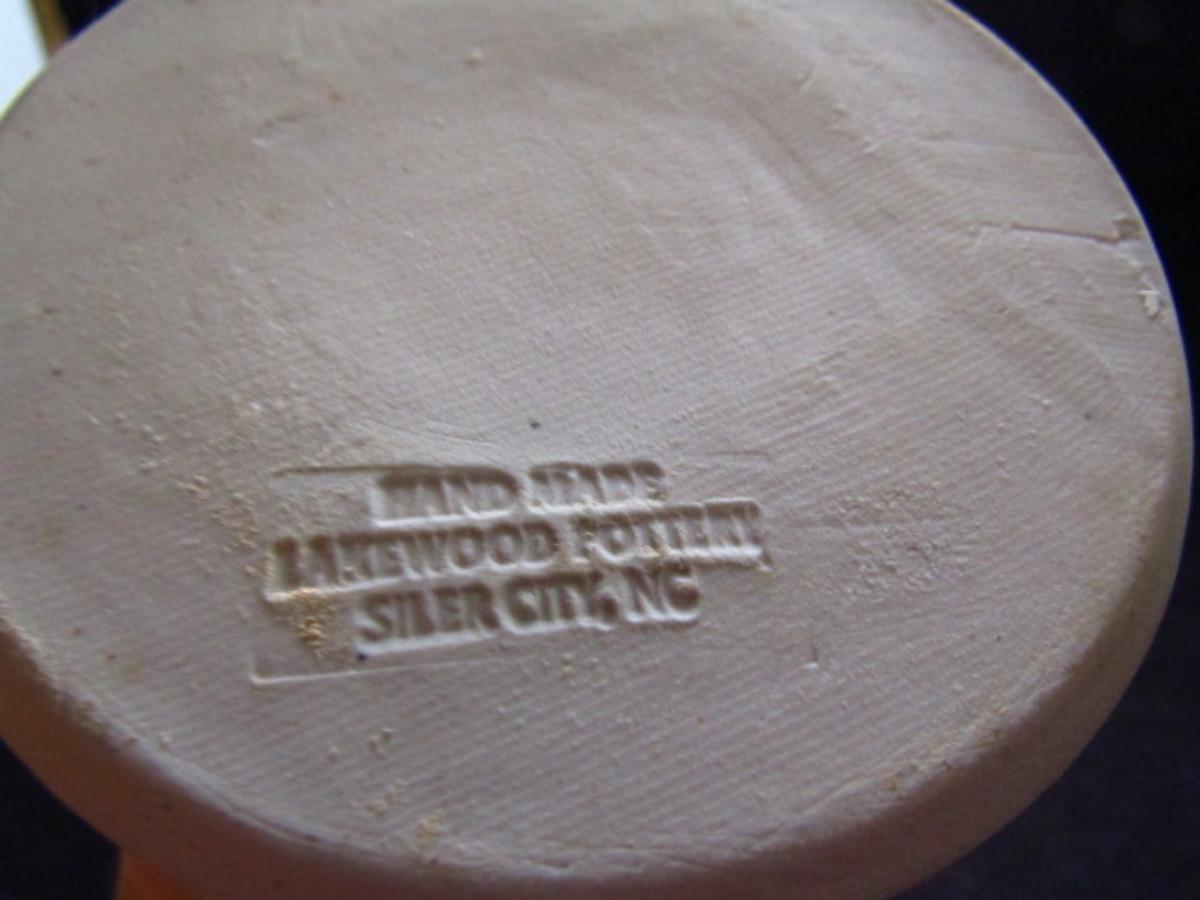 HAND MADE
LAKEWOOD POTTERY
SILER CITY, NC